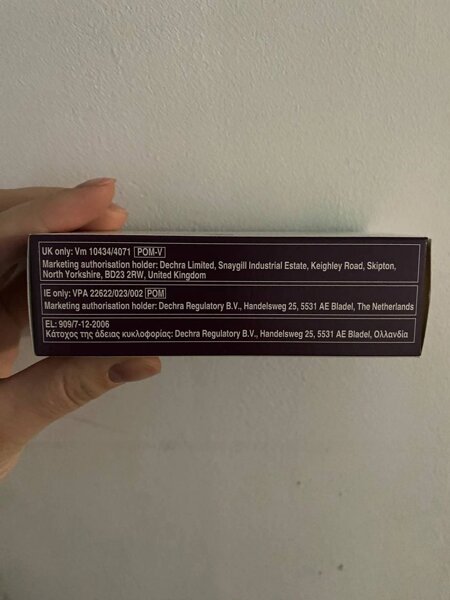 UK only: Vm 10434/4071 POM-V
Marketing authorisation holder: Dechra Limited, Snaygill Industrial Estate, Keighley Road, Skipton,
North Yorkshire, BD23 2RW, United Kingdom
IE only: VPA 22622/023/002 POM
Marketing authorisation holder: Dechra Regulatory B.V., Handelsweg 25, 5531 AE Bladel, The Netherlands
EL: 909/7-12-2006
Κάτοχος της άδειας κυκλοφορίας: Dechra Regulatory B.V., Handelsweg 25, 5531 AE Bladel, Ολλανδία